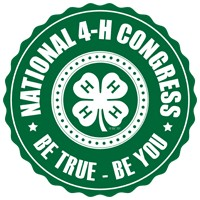 NATIONAL 4-H CONGRESS
H H
H H
BE TRUE - BE YOU